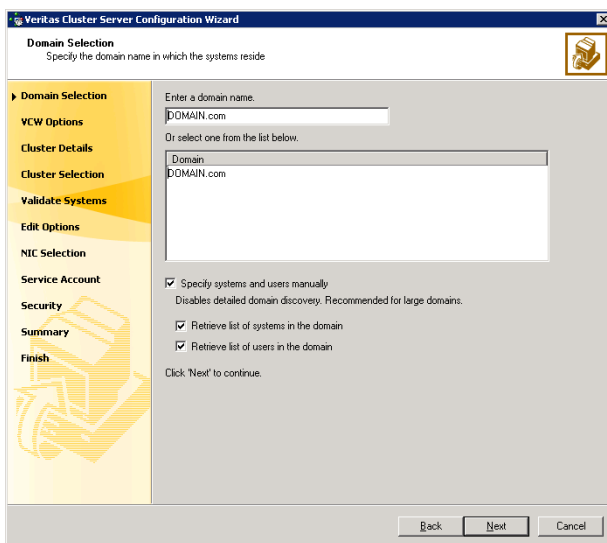 Veritas Cluster Server Configuration Wizard
Domain Selection
Specify the domain name in which the systems reside
Domain Selection
VCW Options
Cluster Details
Cluster Selection
Validate Systems
Edit Options
NIC Selection
Service Account
Security
Summary
Finish
Enter a domain name.
DOMAIN.com
Or select one from the list below.
Domain
DOMAIN.com
Specify systems and users manually
Disables detailed domain discovery. Recommended for large domains.
Retrieve list of systems in the domain
Retrieve list of users in the domain
Click 'Next' to continue.
Back
Next
Cancel